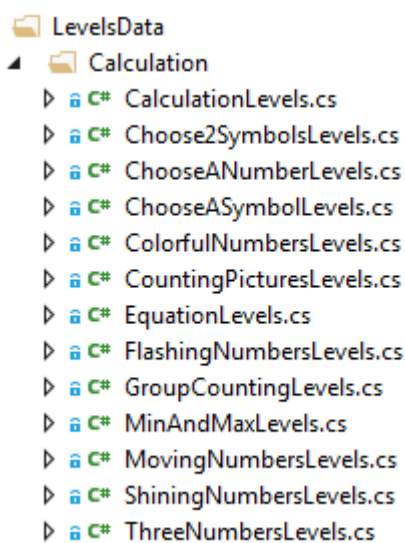 LevelsData
Calculation
C# CalculationLevels.cs
C# Choose2SymbolsLevels.cs
C# ChooseANumberLevels.cs
C# ChooseASymbolLevels.cs
C# ColorfulNumbersLevels.cs
C# CountingPicturesLevels.cs
C# EquationLevels.cs
C# FlashingNumbersLevels.cs
C# GroupCountingLevels.cs
C# MinAndMaxLevels.cs
C# MovingNumbersLevels.cs
C# ShiningNumbersLevels.cs
C# ThreeNumbersLevels.cs